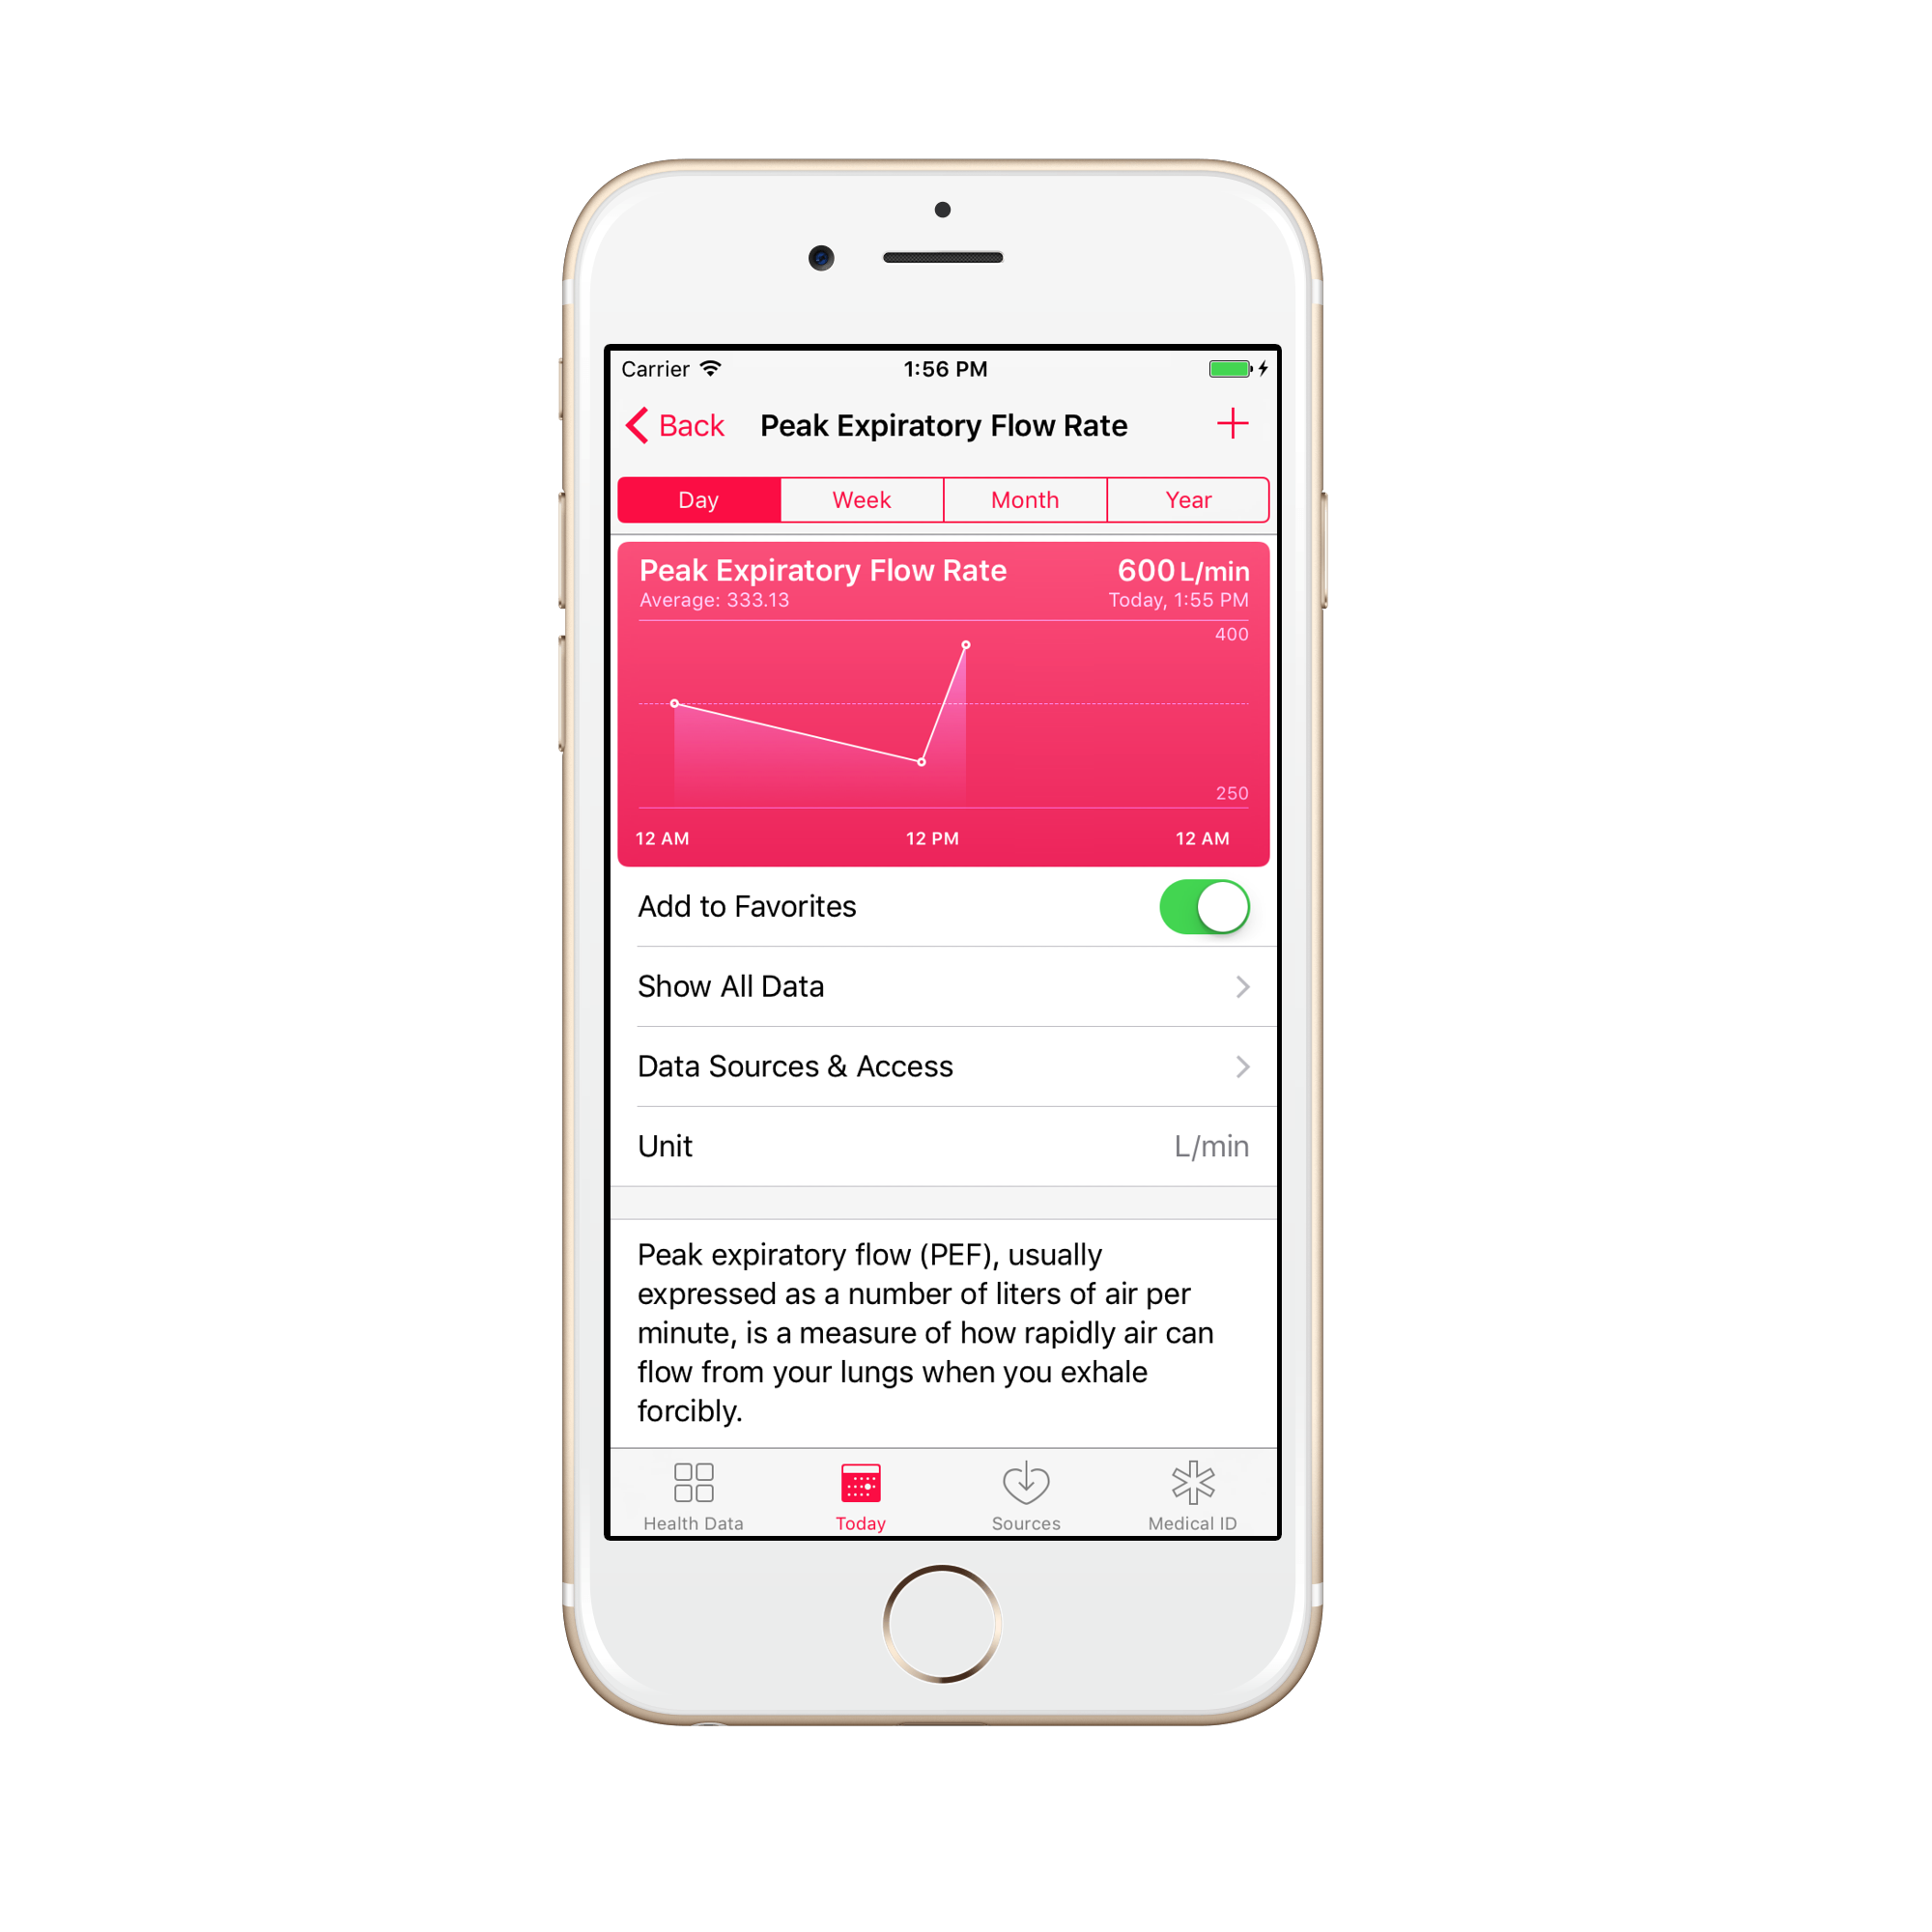 Carrier 1:56 PM
Back Peak Expiratory Flow Rate +
Day Week Month Year
Peak Expiratory Flow Rate 600 L/min
Average: 333.13 Today, 1:55 PM
400
250
12 AM 12 PM 12 AM
Add to Favorites
Show All Data
Data Sources & Access
Unit L/min
Peak expiratory flow (PEF), usually
expressed as a number of liters of air per
minute, is a measure of how rapidly air can
flow from your lungs when you exhale
forcibly.
Health Data Today Sources Medical ID